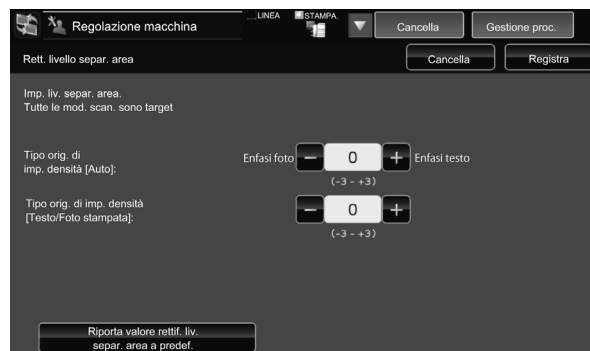 Regolazione macchina
LINEA
STAMPA.
Cancella
Gestione proc.
Rett. livello separ. area
Cancella
Registra
Imp. liv. separ. area.
Tutte le mod. scan. sono target
Tipo orig. di
imp. densità [Auto]:
Enfasi foto
−
0
+
Enfasi testo
(-3 - +3)
Tipo orig. di imp. densità
[Testo/Foto stampata]:
−
0
+
(-3 - +3)
Riporta valore rettif. liv.
separ. area a predef.